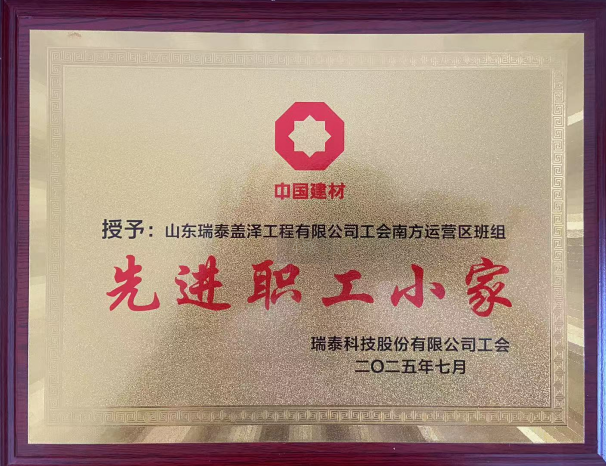 中国建材
授予：山东瑞泰盖泽工程有限公司工会南方运营区班组
先进职工小家
瑞泰科技股份有限公司工会
二〇二五年七月